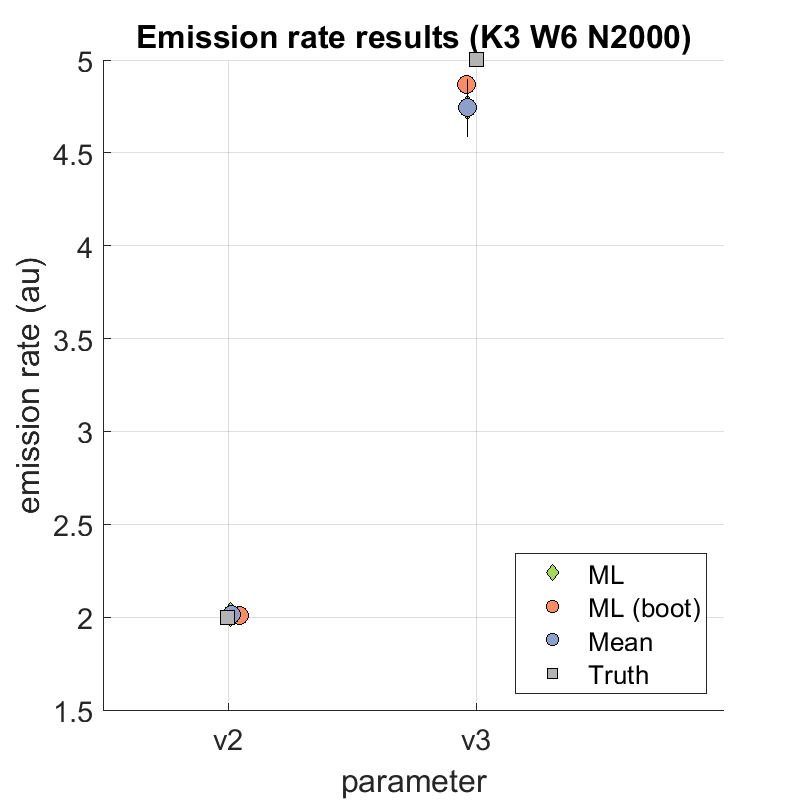 Emission rate results (K3 W6 N2000)
5
4.5
4
3.5
3
2.5
2
1.5
emission rate (au)
ML
ML (boot)
Mean
Truth
v2 v3
parameter